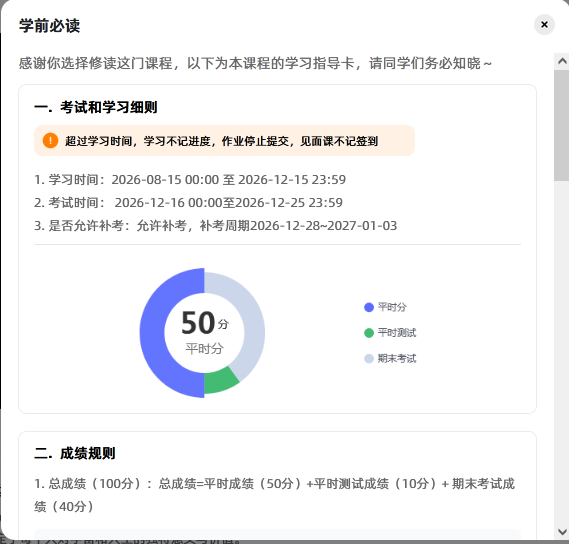 学前必读
感谢你选择修读这门课程，以下为本课程的学习指导卡，请同学们务必知晓～
一. 考试和学习细则
超过学习时间，学习不记进度，作业停止提交，见面课不记签到
1. 学习时间：2026-08-15 00:00 至 2026-12-15 23:59
2. 考试时间： 2026-12-16 00:00至2026-12-25 23:59
3. 是否允许补考：允许补考，补考周期2026-12-28~2027-01-03
50分
平时分
平时分
平时测试
期末考试
二. 成绩规则
1. 总成绩（100分）：总成绩=平时成绩（50分）+平时测试成绩（10分）+ 期末考试成
绩（40分）